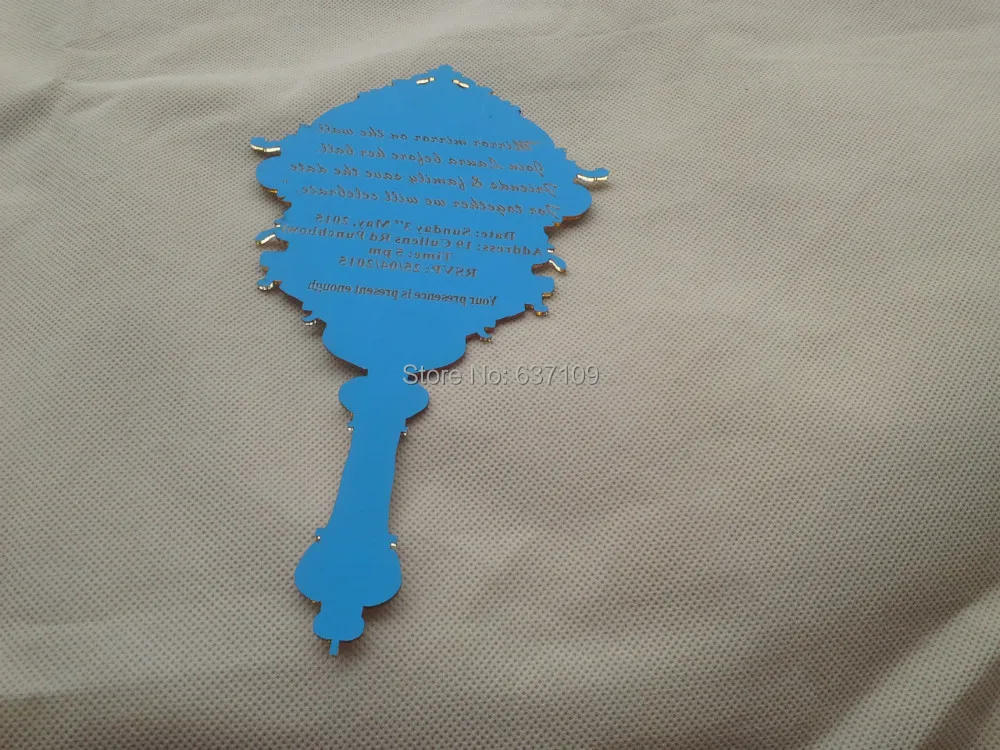 "Mirror mirror on the wall
Join Laura before her ball.
Friends & family save the date
For together we will celebrate."
Date: Sunday 3rd May, 2015
Address: 19 Cullens Rd Punchbowl
Time: 5 pm
RSVP: 25/04/2015
Your presence is present enough
Store No: 637109